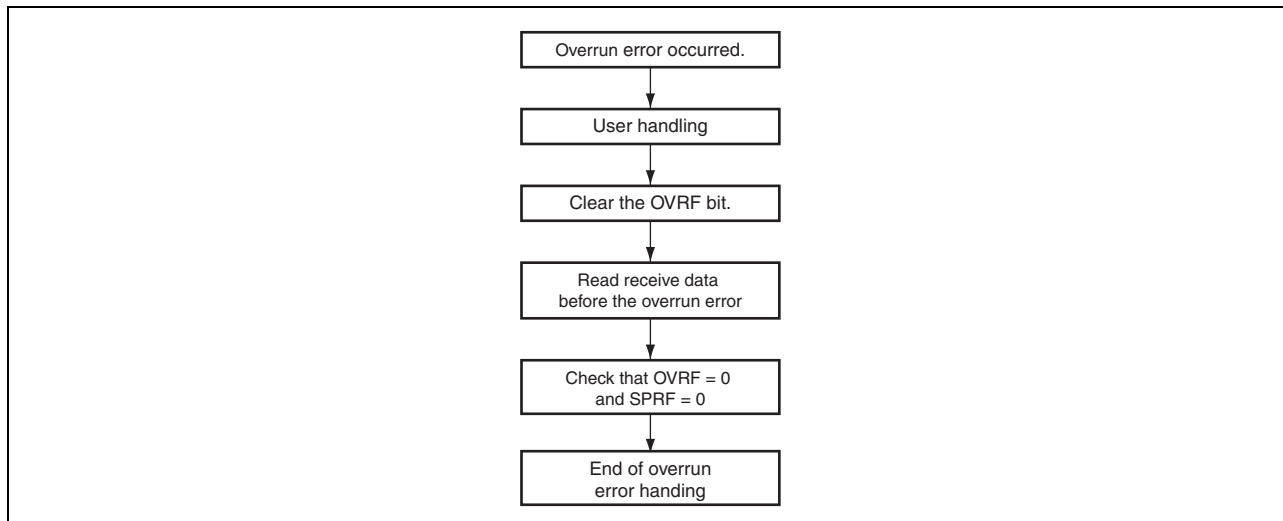 Overrun error occurred.
User handling
Clear the OVRF bit.
Read receive data
before the overrun error
Check that OVRF = 0
and SPRF = 0
End of overrun
error handing